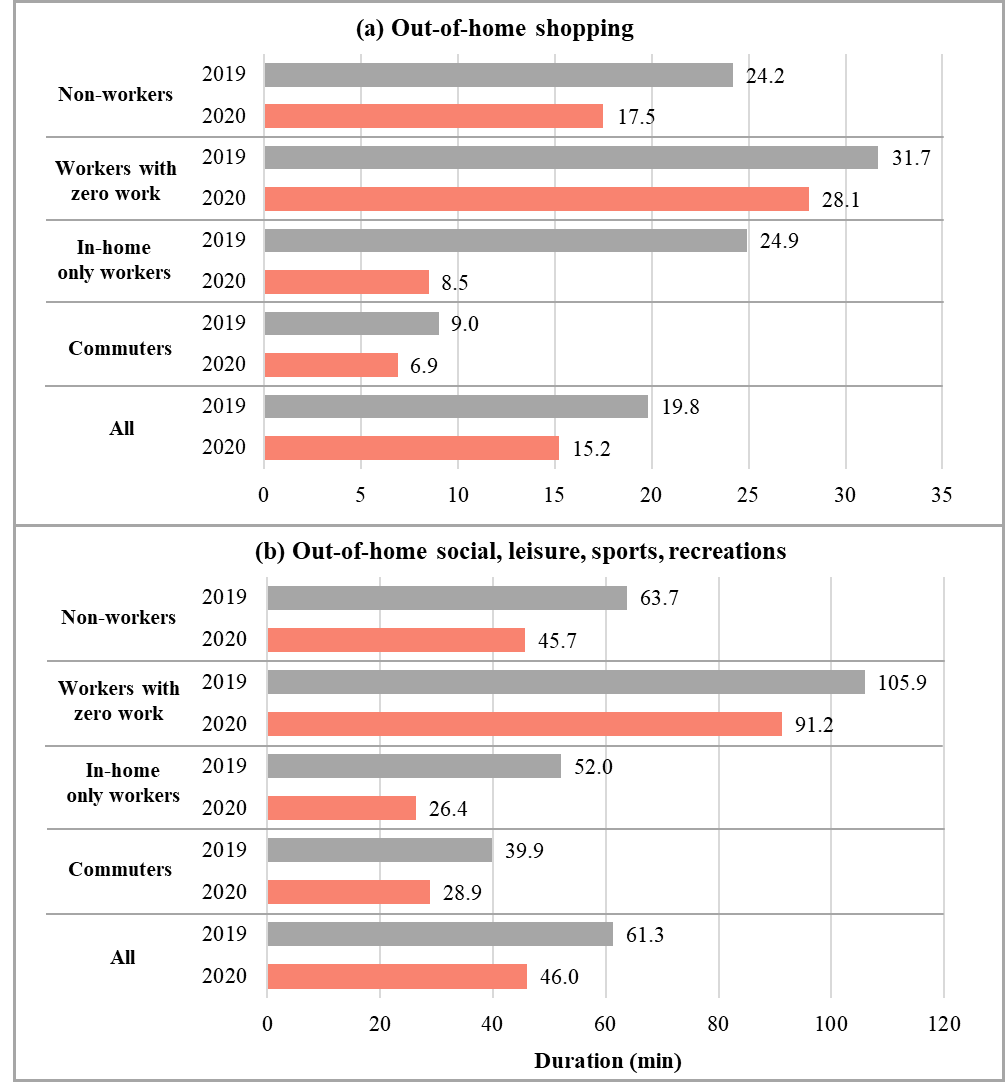 (a) Out-of-home shopping
Non-workers
2019
24.2
2020
17.5
Workers with
zero work
2019
31.7
2020
28.1
In-home
only workers
2019
24.9
2020
8.5
Commuters
2019
9.0
2020
6.9
All
2019
19.8
2020
15.2
0 5 10 15 20 25 30 35
(b) Out-of-home social, leisure, sports, recreations
Non-workers
2019
63.7
2020
45.7
Workers with
zero work
2019
105.9
2020
91.2
In-home
only workers
2019
52.0
2020
26.4
Commuters
2019
39.9
2020
28.9
All
2019
61.3
2020
46.0
0 20 40 60 80 100 120
Duration (min)